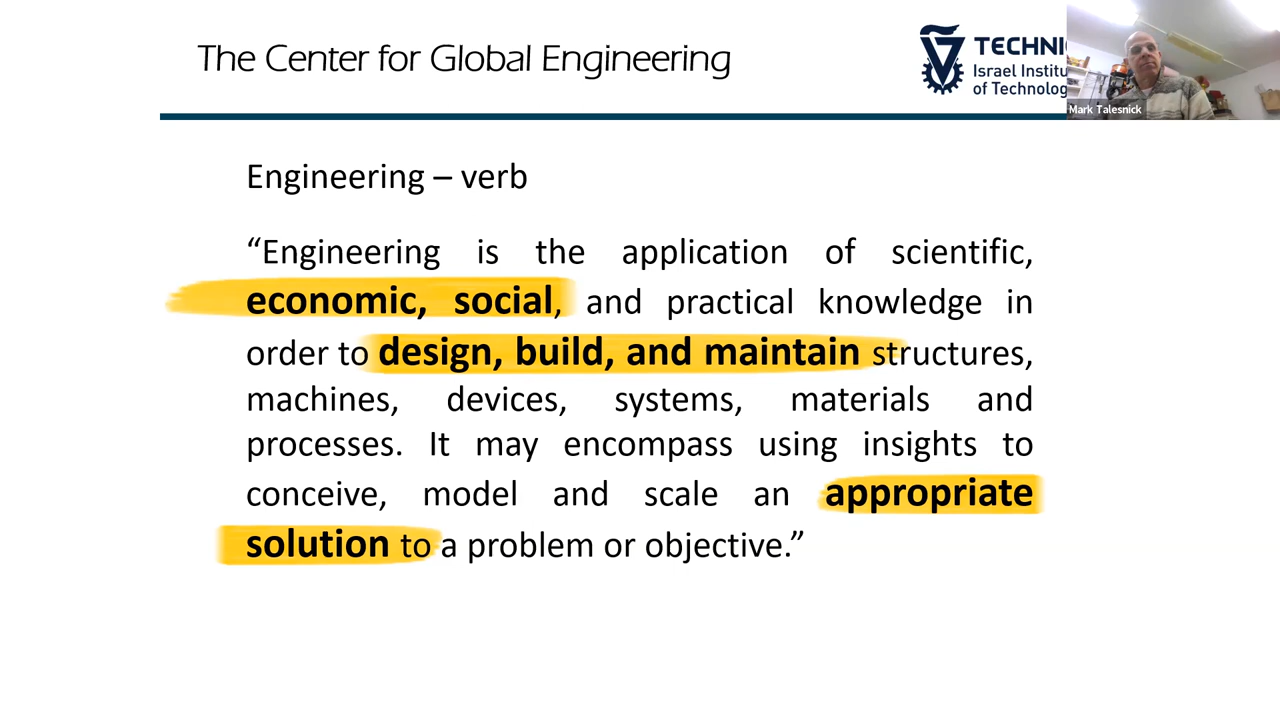 The Center for Global Engineering
TECHNI
Israel Institu
of Technolog
Mark Talesnick
Engineering – verb
“Engineering is the application of scientific,
economic, social, and practical knowledge in
order to design, build, and maintain structures,
machines, devices, systems, materials and
processes. It may encompass using insights to
conceive, model and scale an appropriate
solution to a problem or objective.”